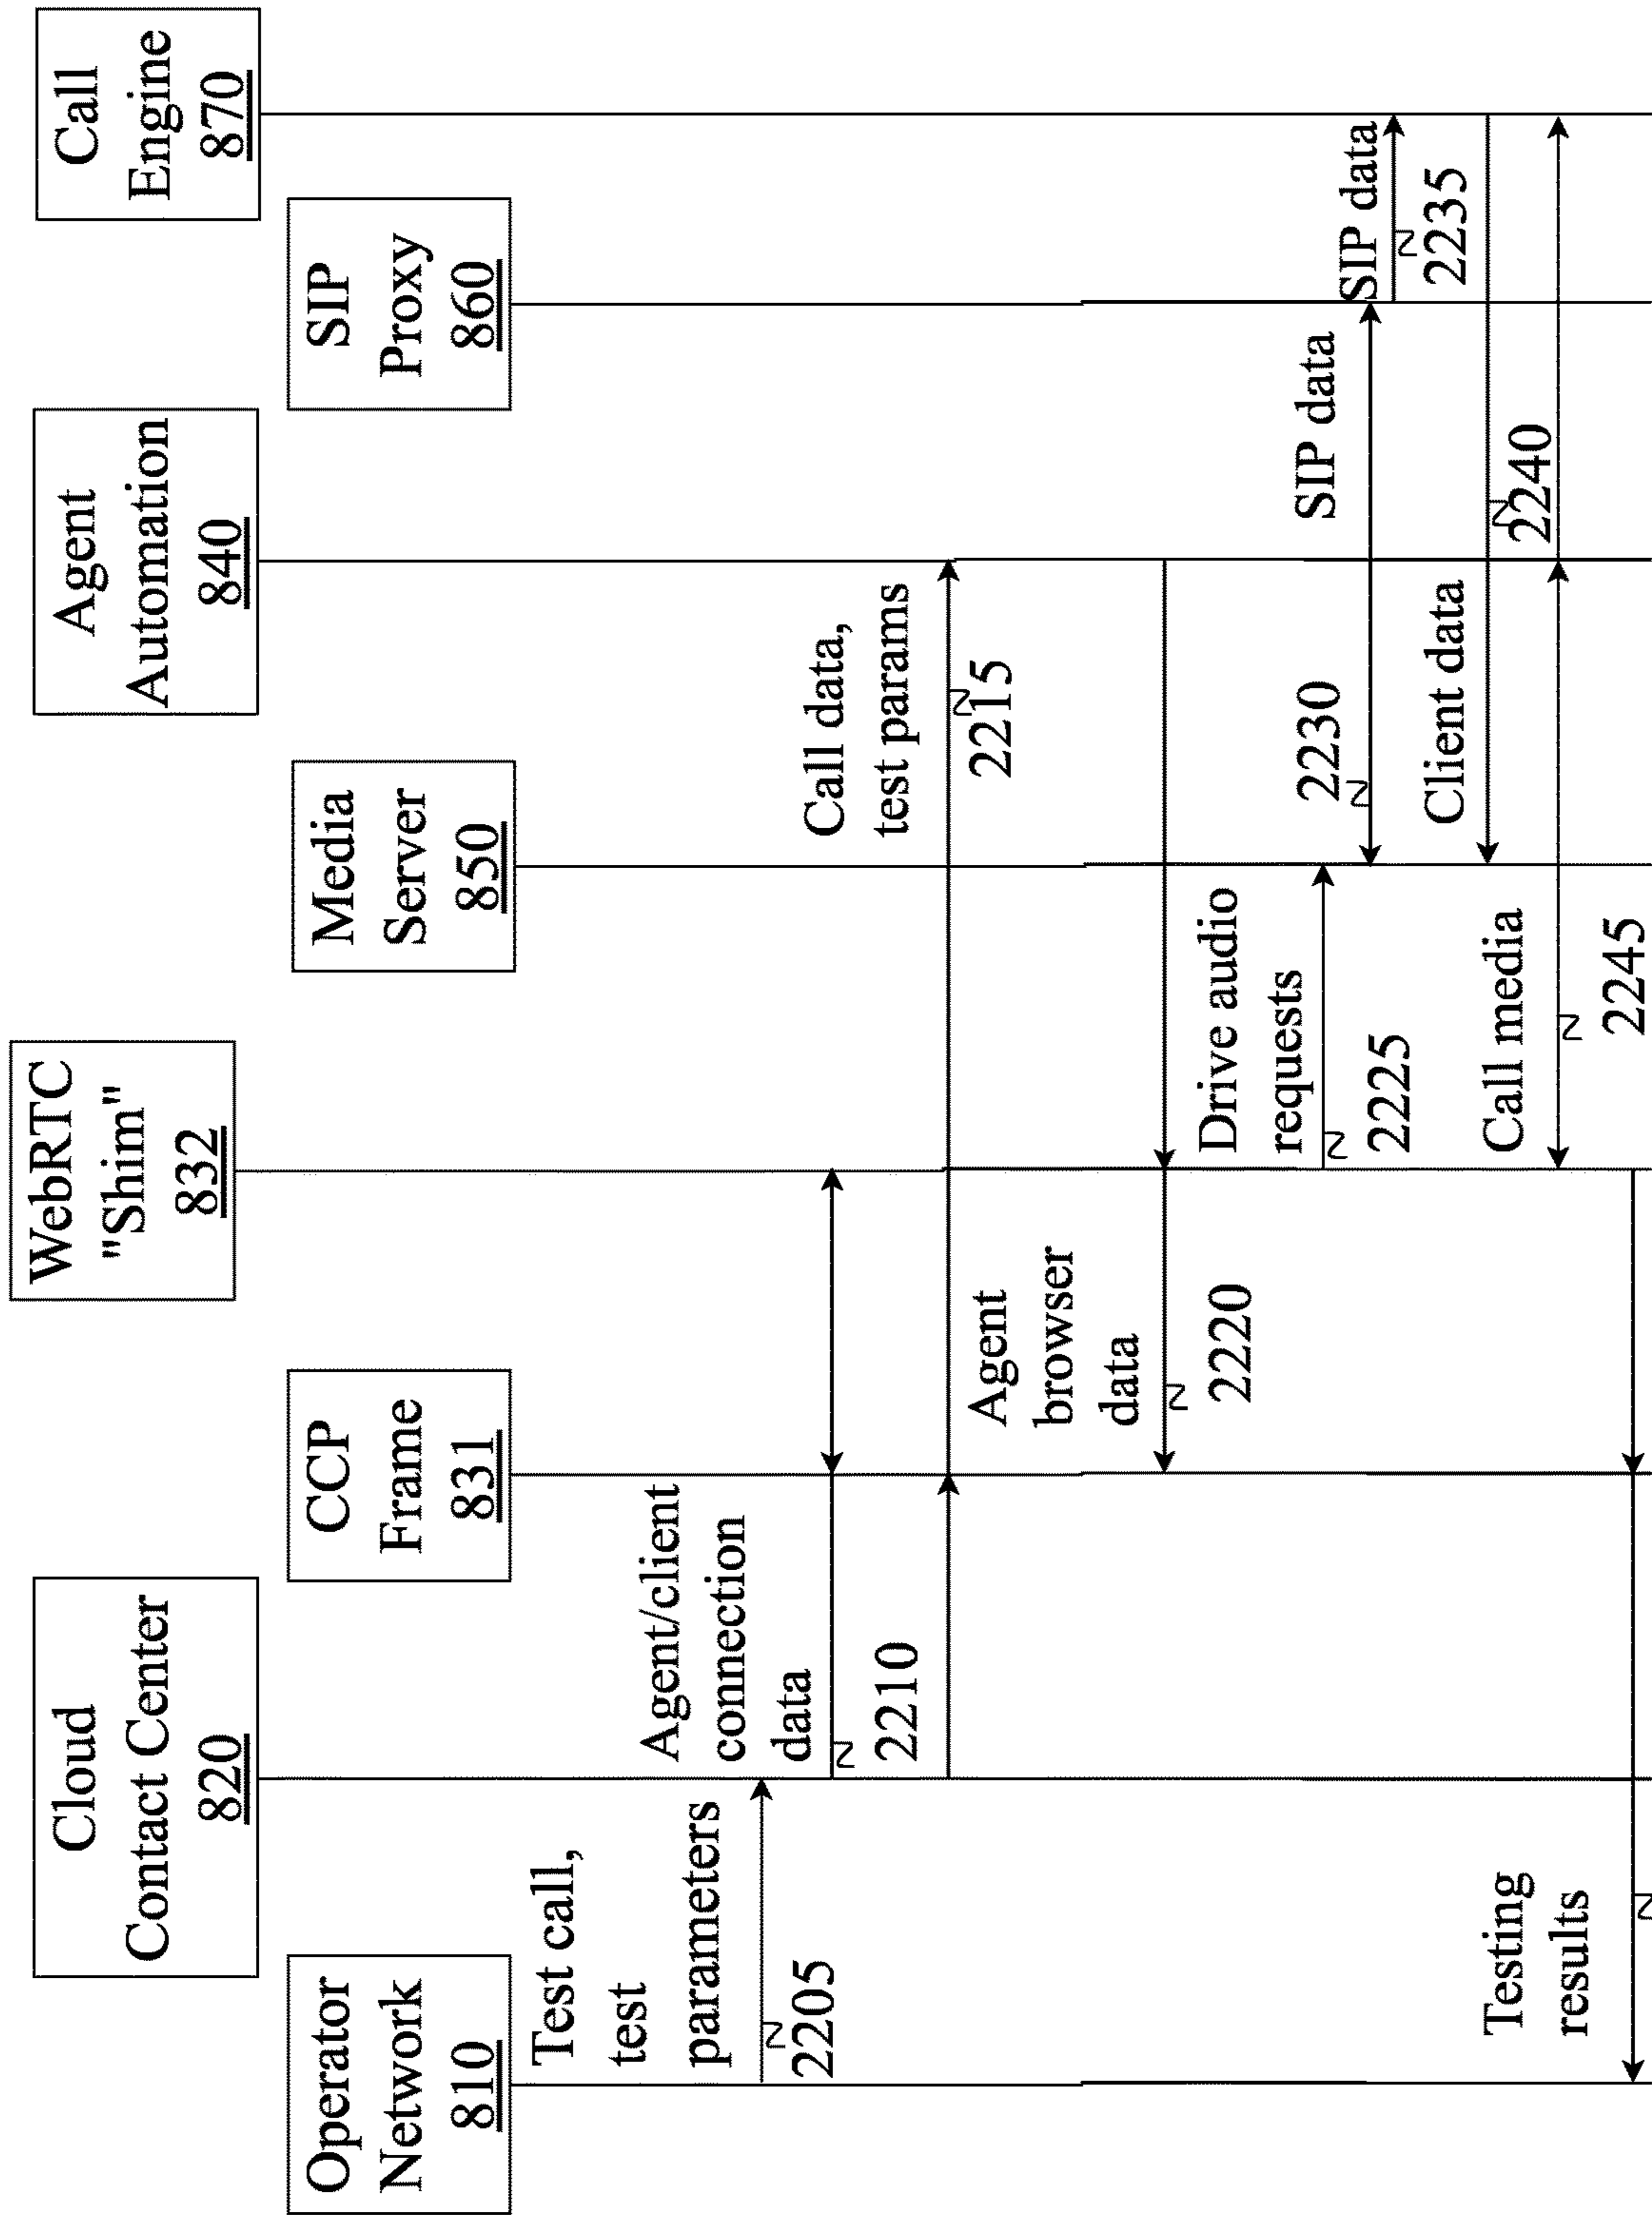 Operator
Network
810
Cloud
Contact Center
820
CCP
Frame
831
WebRTC
"Shim"
832
Media
Server
850
Agent
Automation
840
SIP
Proxy
860
Call
Engine
870
Test call,
test
parameters
2205
Agent/client
connection
data
2210
Call data,
test params
2215
Agent
browser
data
2220
Drive audio
requests
2225
2230
SIP data
SIP data
2235
Client data
2240
Call media
2245
Testing
results